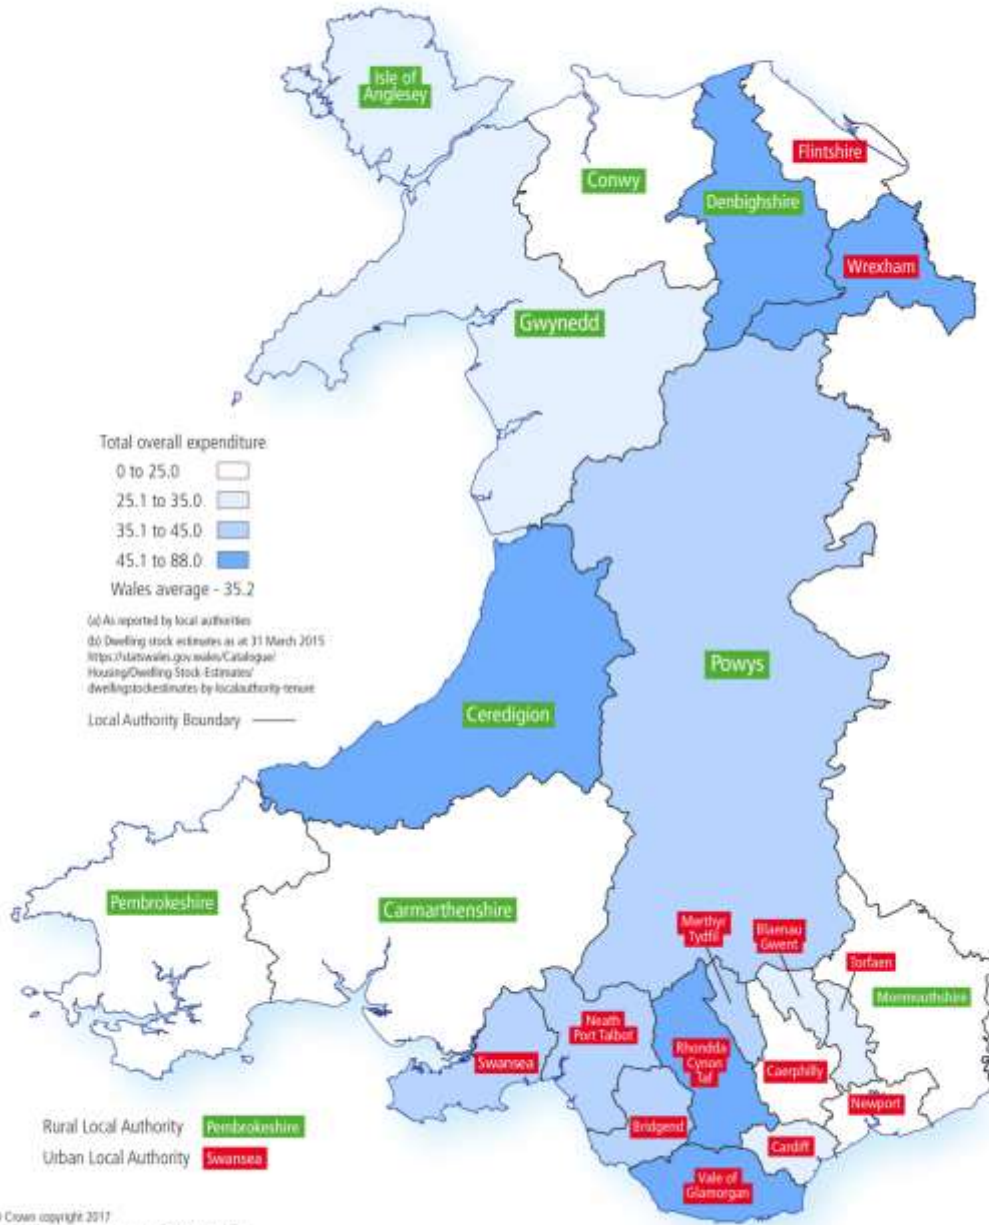 Isle of
Anglesey
Flintshire
Conwy
Denbighshire
Wrexham
Gwynedd
Total overall expenditure
0 to 25.0
25.1 to 35.0
35.1 to 45.0
45.1 to 88.0
Wales average - 35.2
(a) As reported by local authorities
(b) Dwelling stock estimates as at 31 March 2015
https://statswales.gov.wales/Catalogue/
Housing/Dwelling-Stock-Estimates/
dwellingstockestimates-by-localauthority-tenure
Local Authority Boundary
Powys
Ceredigion
Pembrokeshire
Carmarthenshire
Merthyr
Tydfil
Blaenau
Gwent
Torfaen
Monmouthshire
Neath
Port Talbot
Swansea
Rhondda
Cynon
Taf
Caerphilly
Newport
Bridgend
Cardiff
Vale of
Glamorgan
Rural Local Authority Pembrokeshire
Urban Local Authority Swansea
Crown copyright 2017